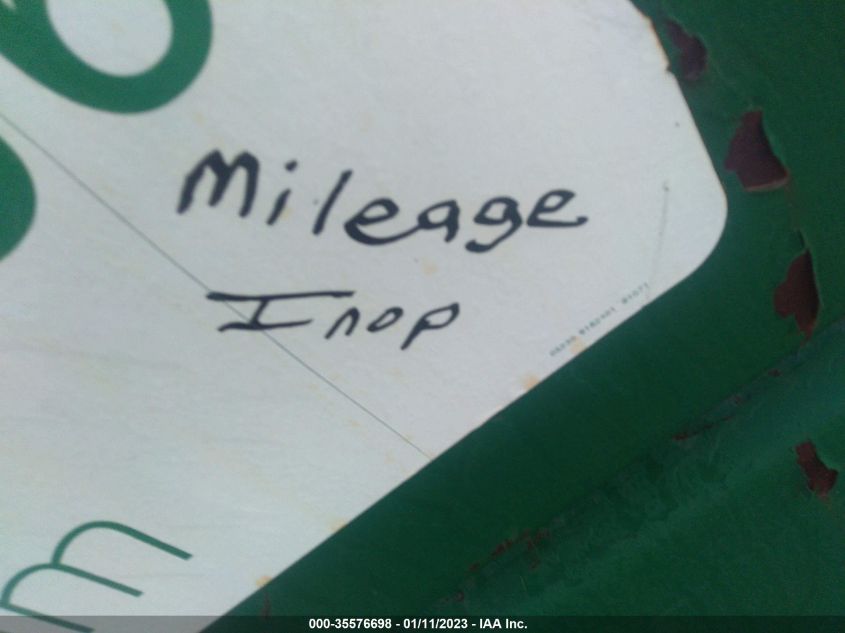 Mileage
Inop
m
000-35576698 - 01/11/2023 - IAA Inc.